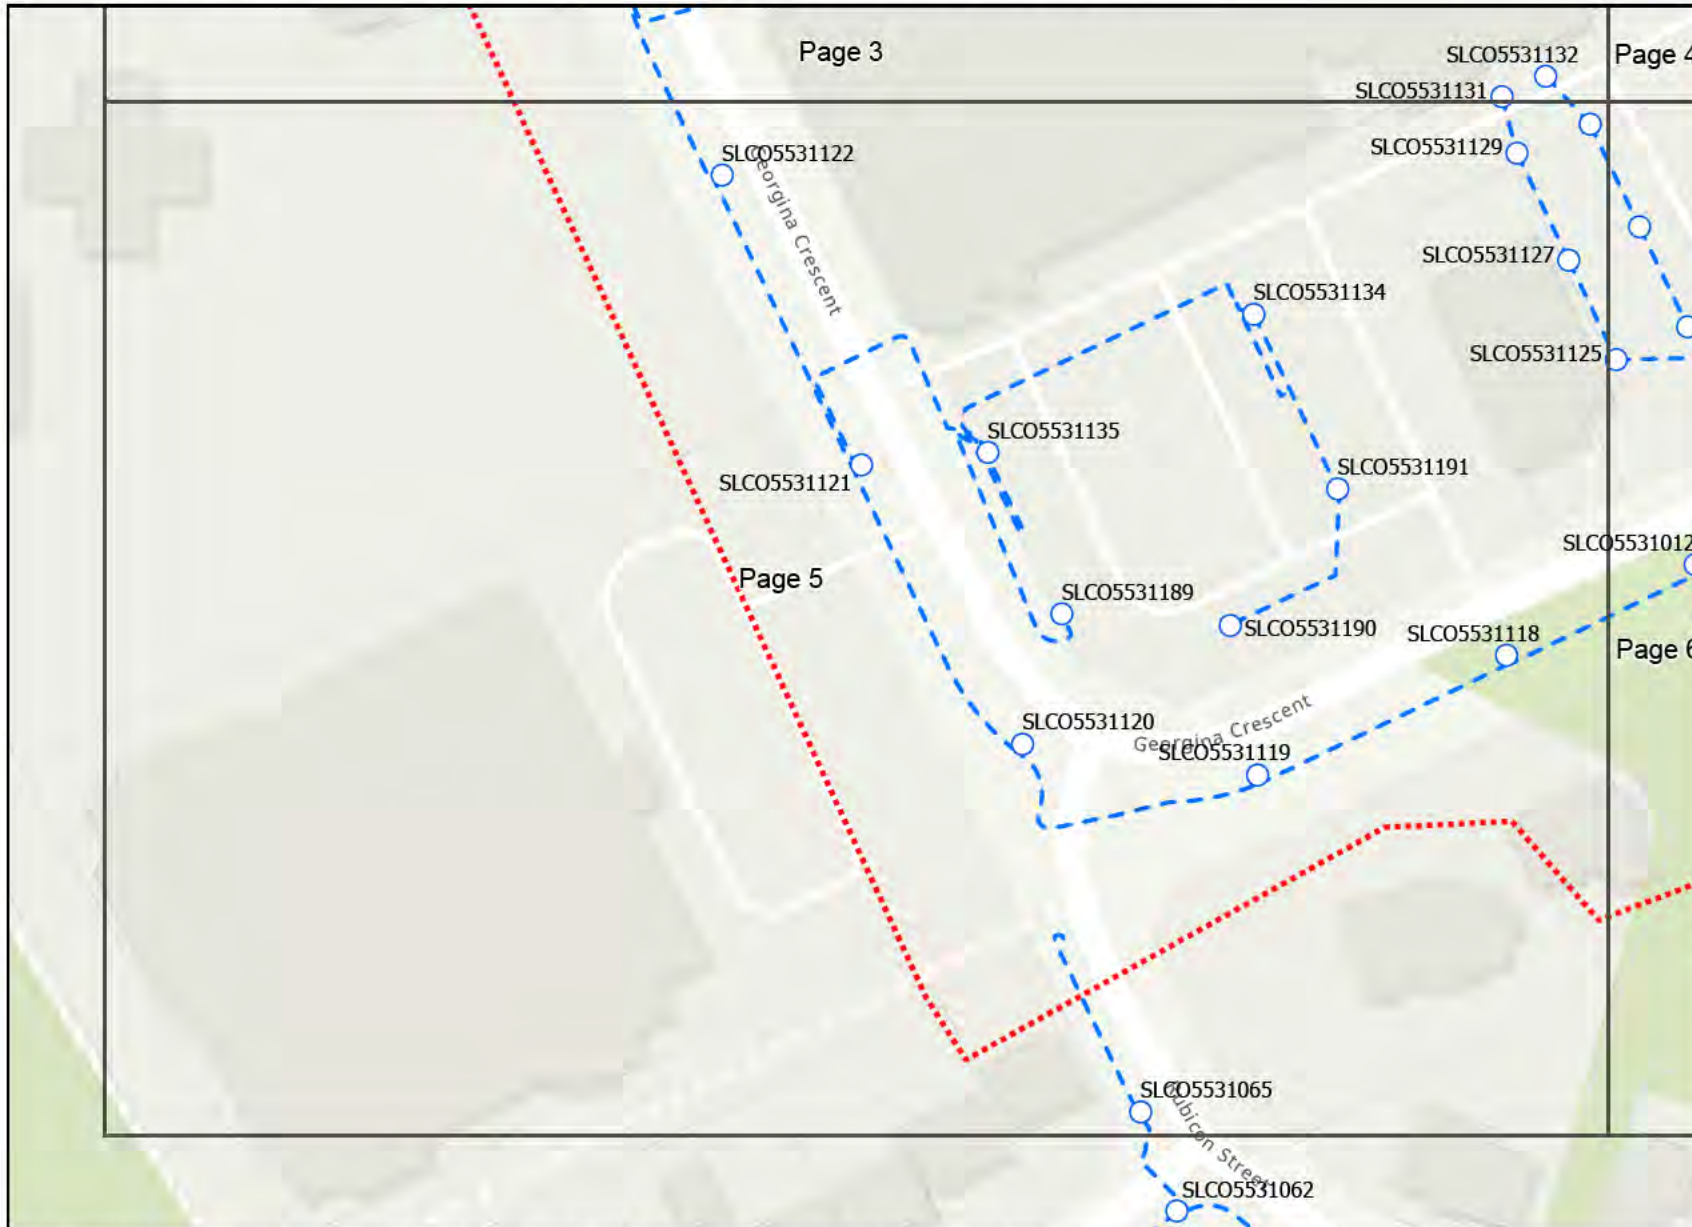 Page 3
SLCO5531132
Page 4
SLCO5531131
SLCO5531129
SLCO5531122
Georgina Crescent
SLCO5531127
SLCO5531134
SLCO5531125
SLCO5531135
SLCO5531121
SLCO5531191
SLCO5531012
Page 5
SLCO5531189
SLCO5531190
SLCO5531118
Page 6
SLCO5531120
Georgina Crescent
SLCO5531119
SLCO5531065
Rubicon Street
SLCO5531062